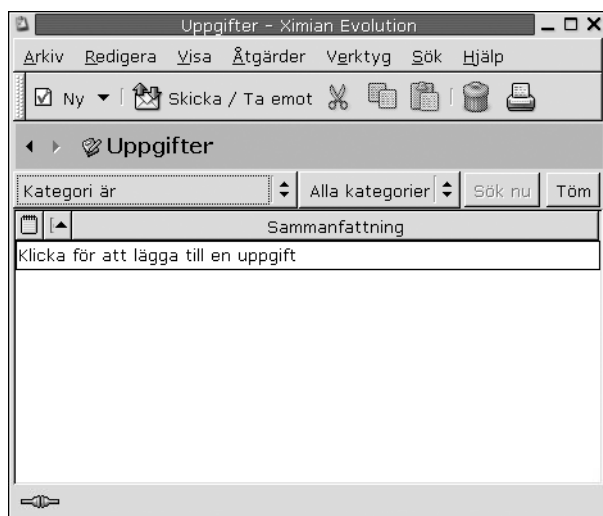 Uppgifter - Ximian Evolution
Arkiv Redigera Visa Åtgärder Verktyg Sök Hjälp
Ny Skicka / Ta emot
Uppgifter
Kategori är Alla kategorier Sök nu Töm
Sammanfattning
Klicka för att lägga till en uppgift